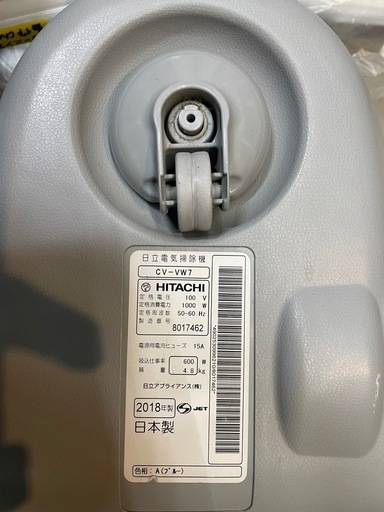 日立電気掃除機
CV-VW7
HITACHI
定格電圧 100 V
定格消費電力 1000 W
定格周波数 50-60 Hz
製造番号 8017462
電源用電流ヒューズ 15A
吸込仕事率 600 W
質量 4.8 kg
日立アプライアンス(株)
2018年製 S JET
日本製
色相:A(ブルー)